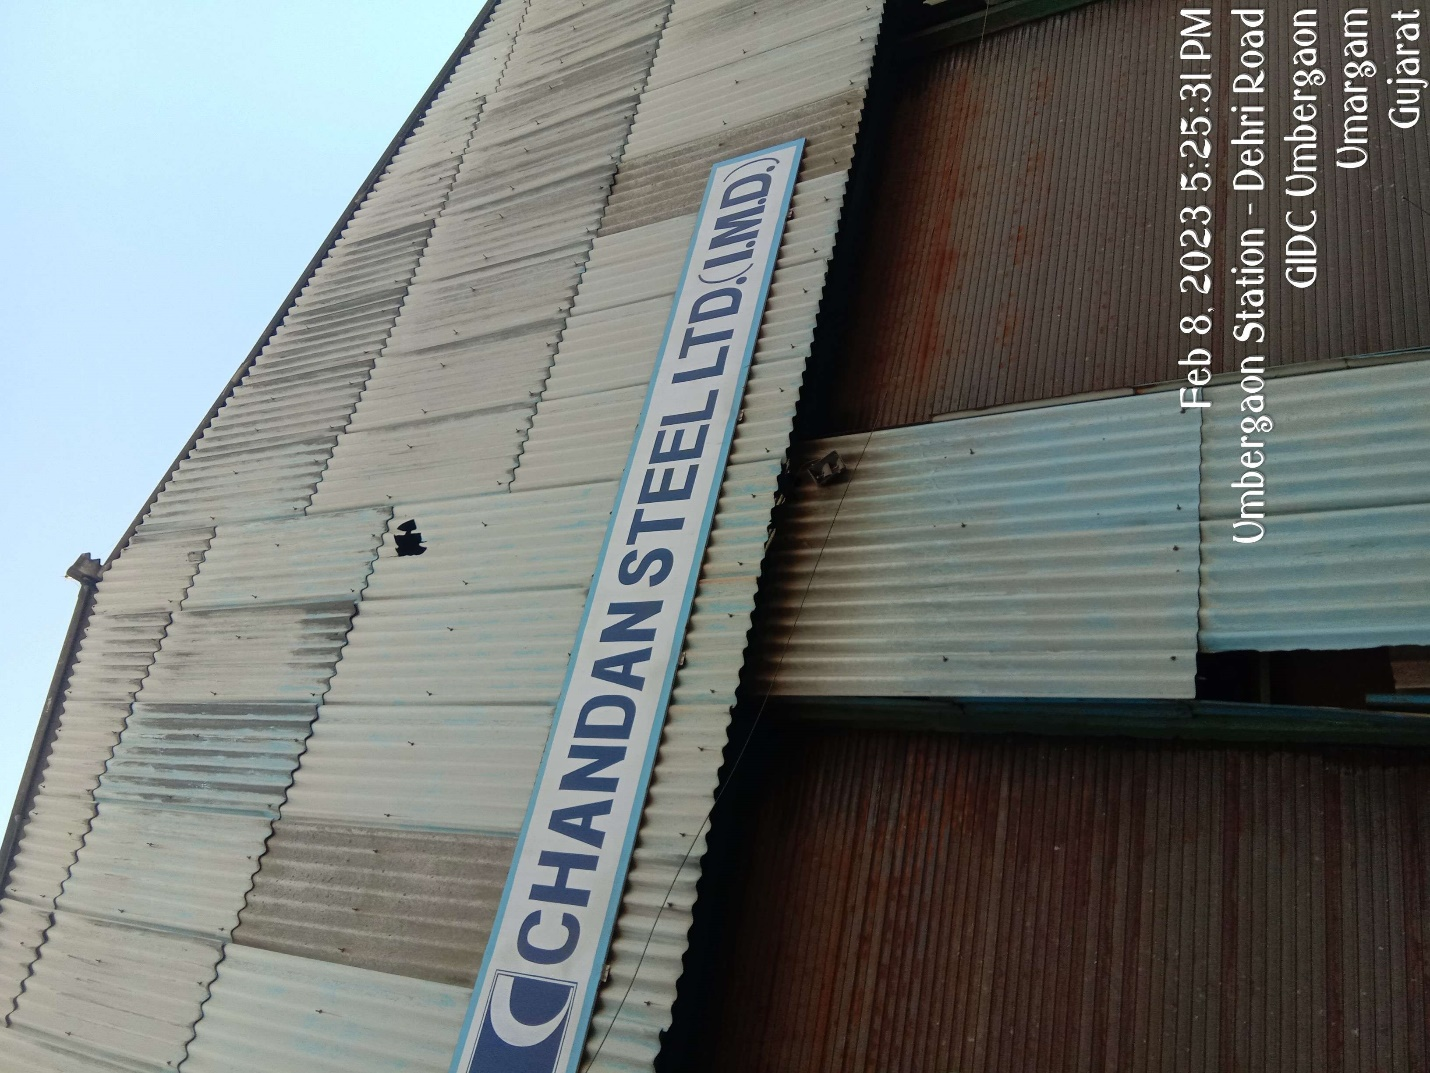 CHANDAN STEEL LTD.(I.M.D.)
Feb 8, 2023 5:25:31 PM
Umbergaon Station - Dehri Road
GIDC Umbergaon
Umargam
Gujarat